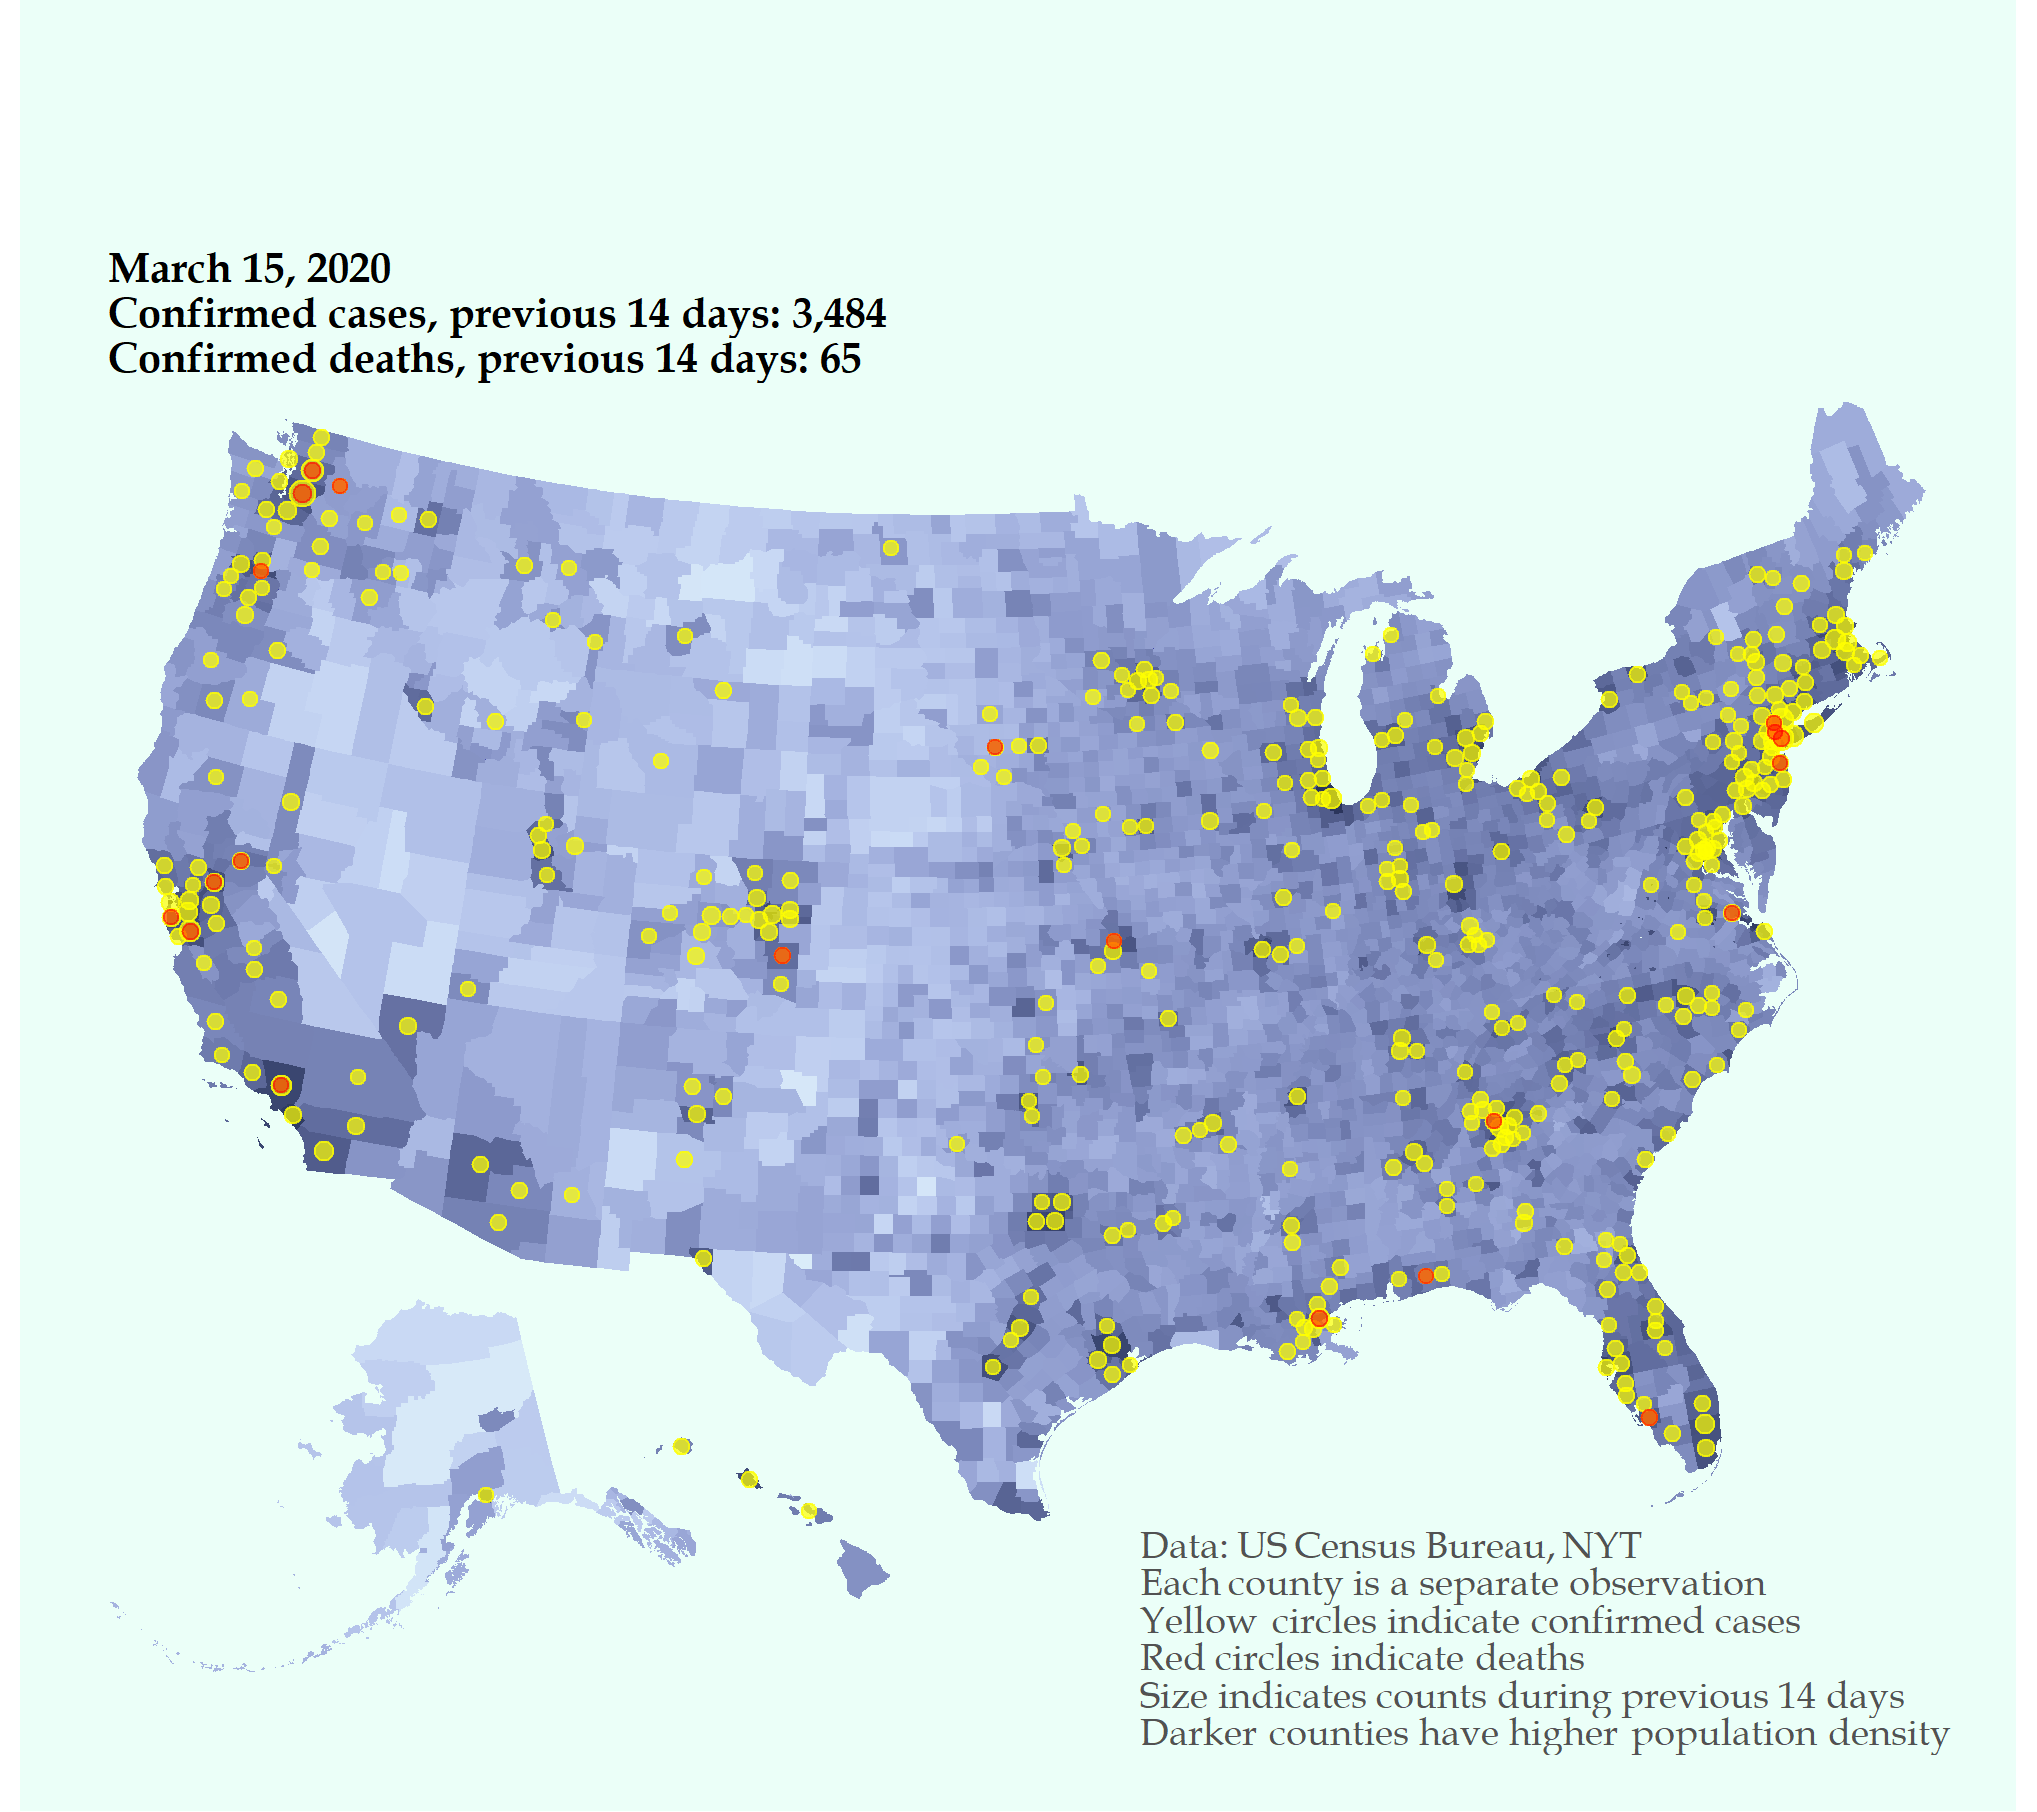 March 15, 2020
Confirmed cases, previous 14 days: 3,484
Confirmed deaths, previous 14 days: 65
Data: US Census Bureau, NYT
Each county is a separate observation
Yellow circles indicate confirmed cases
Red circles indicate deaths
Size indicates counts during previous 14 days
Darker counties have higher population density